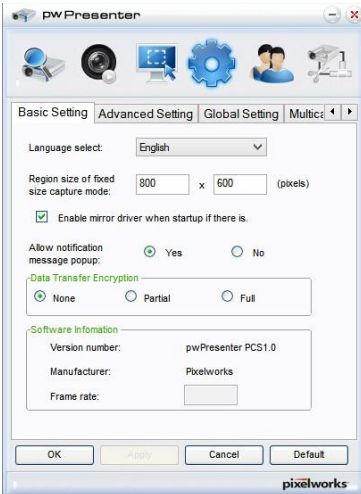 pwPresenter
Basic Setting Advanced Setting Global Setting Multica
Language select: English
Region size of fixed
size capture mode: 800 x 600 (pixels)
Enable mirror driver when startup if there is.
Allow notification
message popup: Yes No
Data Transfer Encryption
None Partial Full
Software Infomation
Version number: pwPresenter PCS1.0
Manufacturer: Pixelworks
Frame rate:
OK Apply Cancel Default
pixelworks